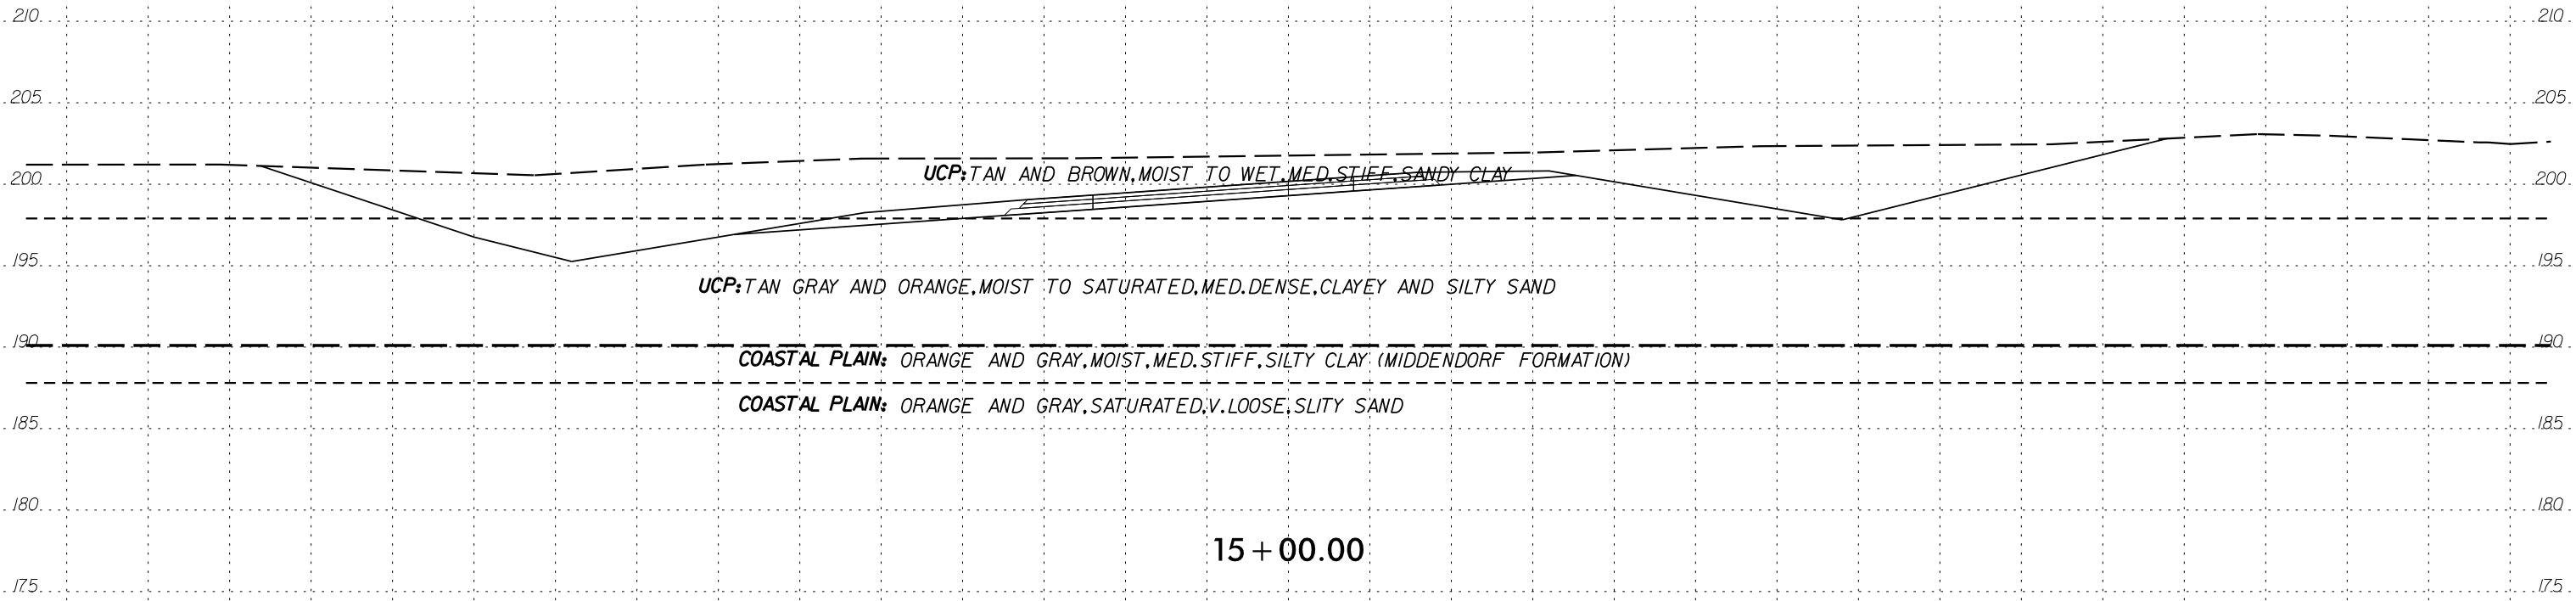 210 210
205 205
UCP: TAN AND BROWN, MOIST TO WET, MED. STIFF, SANDY CLAY
200 200
195 195
UCP: TAN GRAY AND ORANGE, MOIST TO SATURATED, MED. DENSE, CLAYEY AND SILTY SAND
190 190
COASTAL PLAIN: ORANGE AND GRAY, MOIST, MED. STIFF, SILTY CLAY (MIDDENDORF FORMATION)
COASTAL PLAIN: ORANGE AND GRAY, SATURATED, V. LOOSE, SLITY SAND
185 185
180 180
15+00.00
175 175